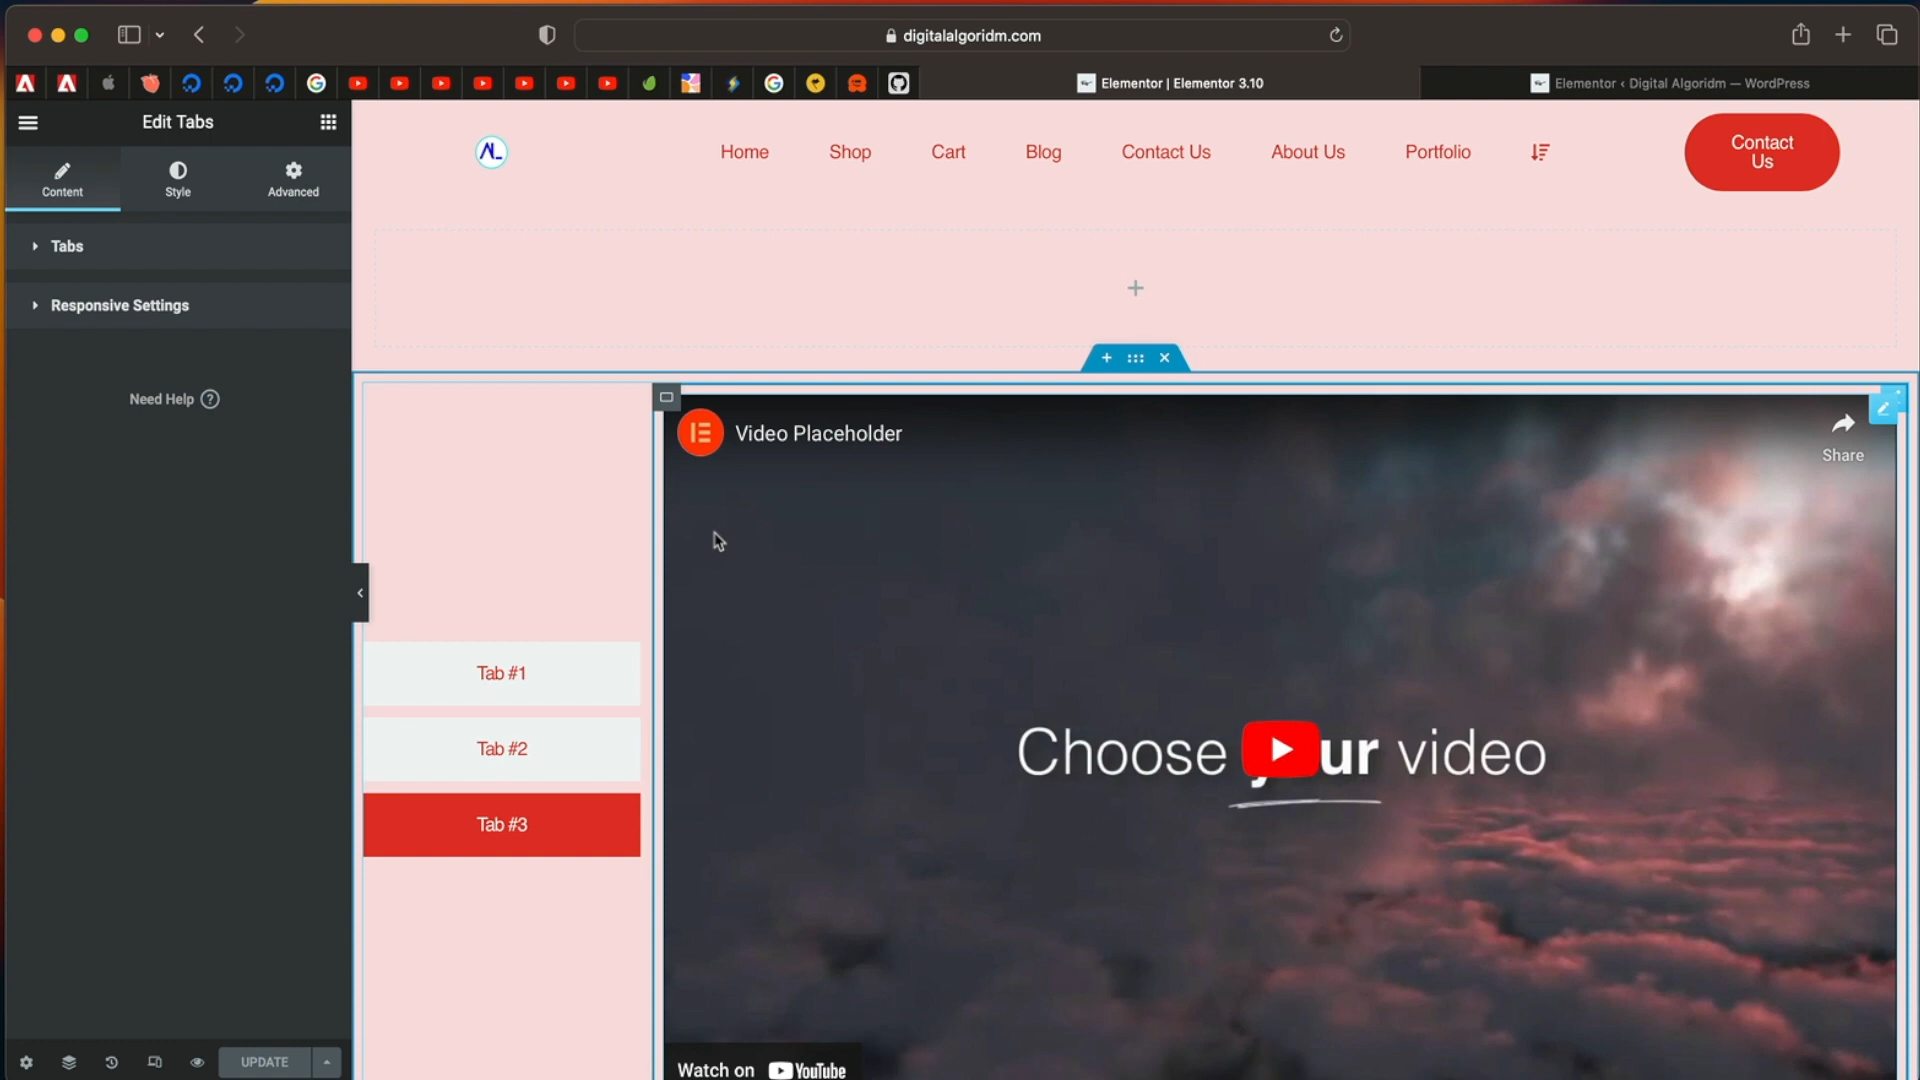 digitalalgoridm.com
Elementor | Elementor 3.10
Elementor ‹ Digital Algoridm — WordPress
Edit Tabs
Content
Style
Advanced
Tabs
Responsive Settings
Need Help ?
UPDATE
Home
Shop
Cart
Blog
Contact Us
About Us
Portfolio
Contact
Us
Video Placeholder
Share
Tab #1
Tab #2
Tab #3
Choose your video
Watch on YouTube